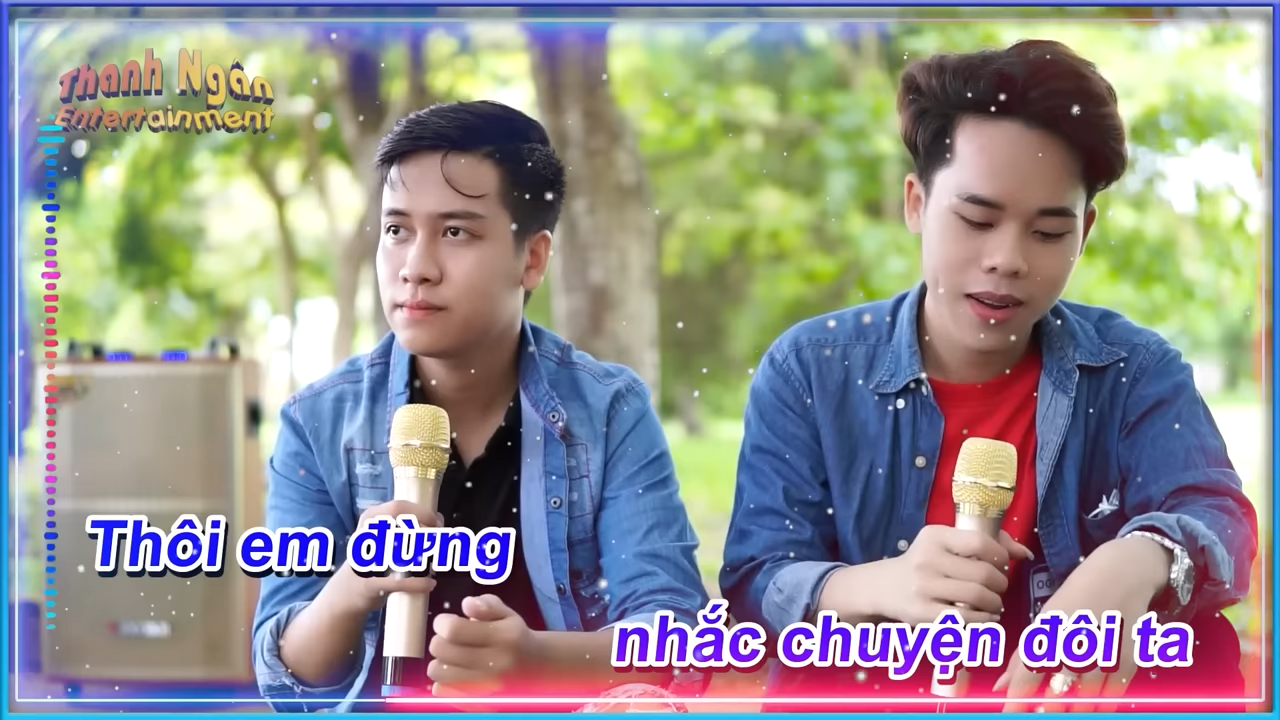 Thanh Ngân
Entertainment
Thôi em đừng
nhắc chuyện đôi ta